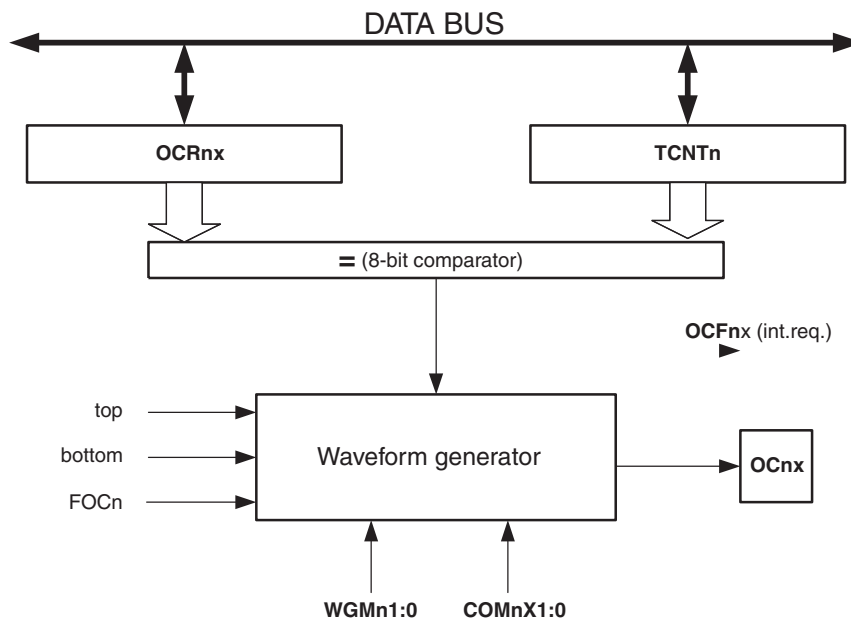 DATA BUS
OCRnx
TCNTn
= (8-bit comparator)
OCFnx (int.req.)
top
bottom
FOCn
Waveform generator
OCnx
WGMn1:0
COMnX1:0